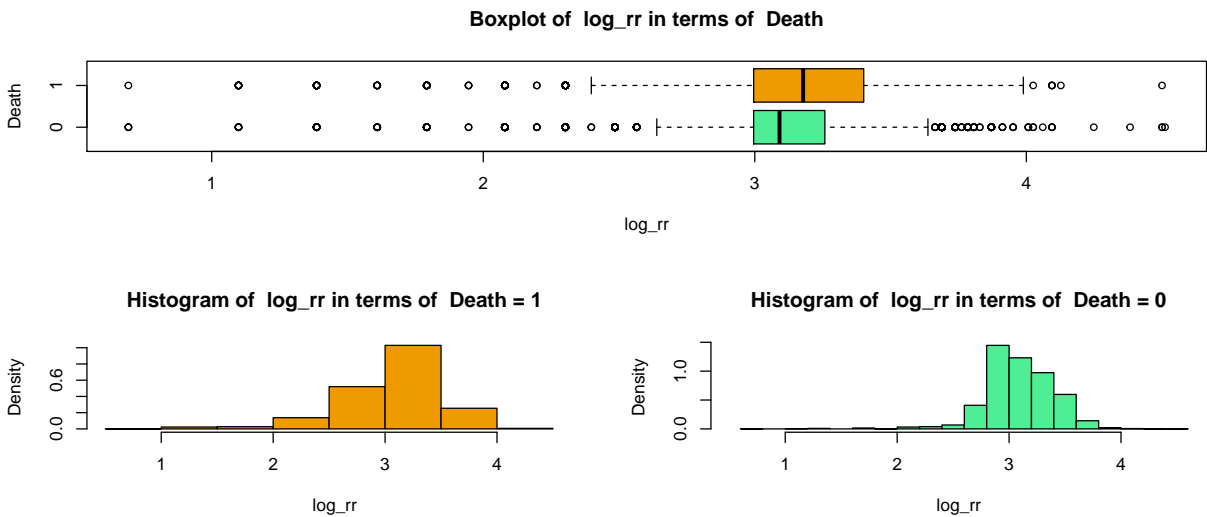 Boxplot of log_rr in terms of Death
Death
1
0
1 2 3 4
log_rr
Histogram of log_rr in terms of Death = 1
Density
0.6
0.0
1 2 3 4
log_rr
Histogram of log_rr in terms of Death = 0
Density
1.0
0.0
1 2 3 4
log_rr